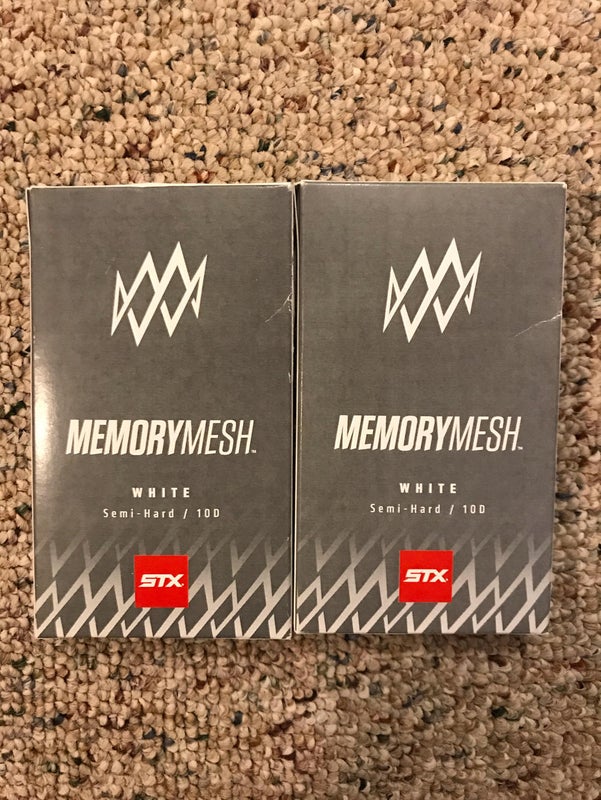 MEMORYMESH™
WHITE
Semi-Hard / 10D
STX
MEMORYMESH™
WHITE
Semi-Hard / 10D
STX